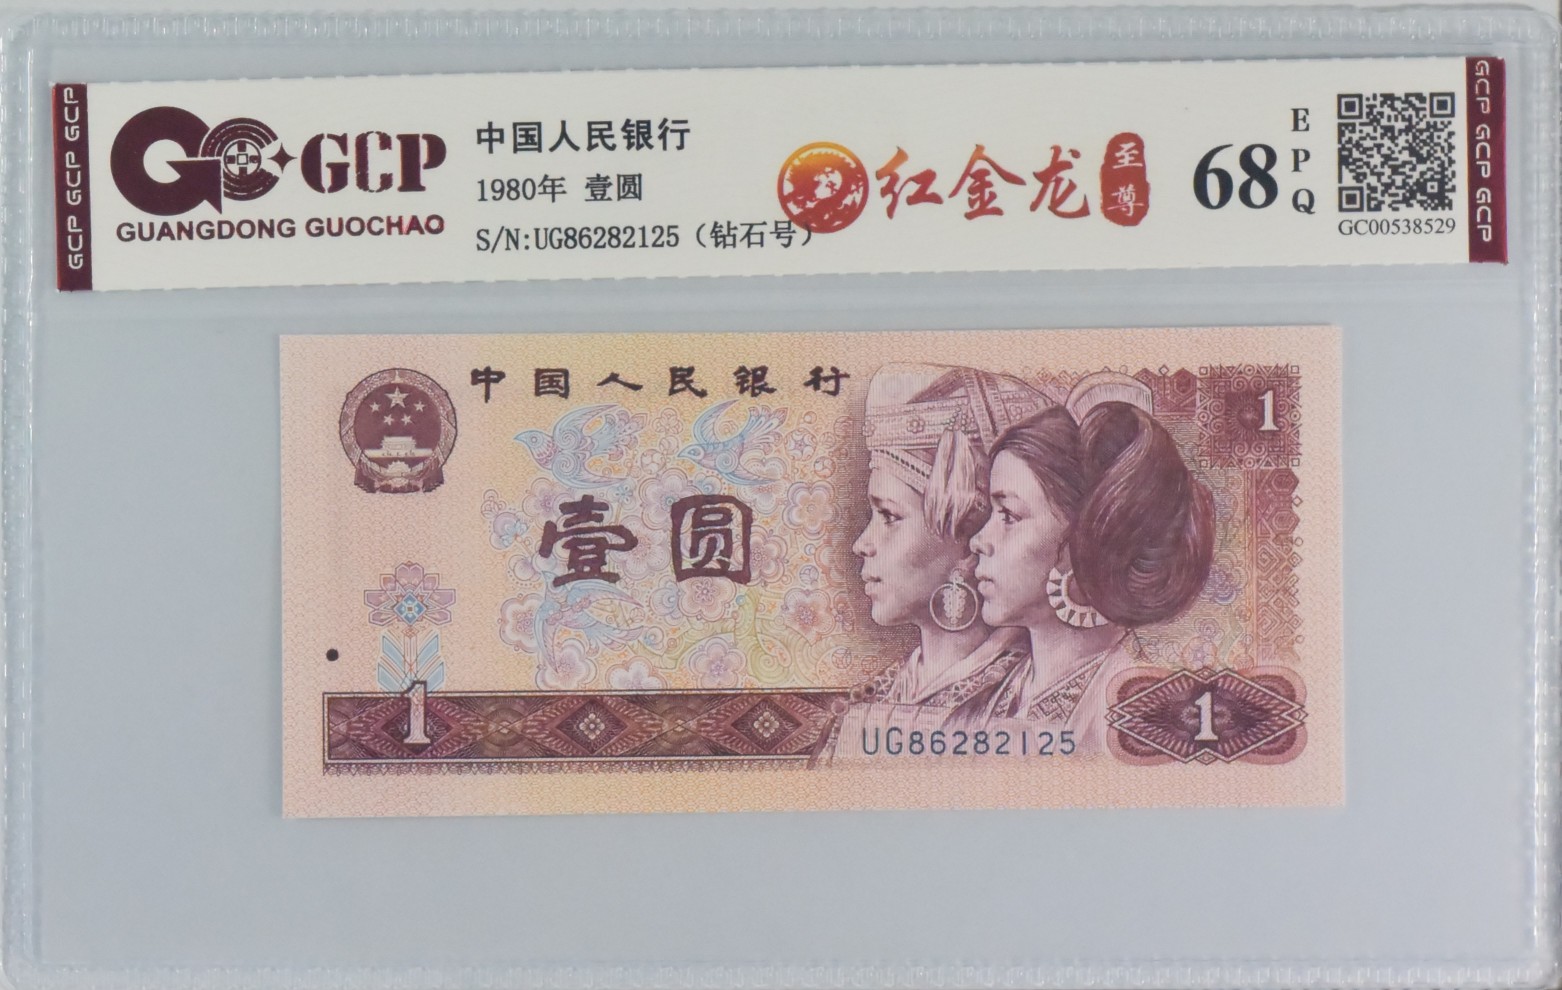 GCP GCP GCP
GCP
GUANGDONG GUOCHAO
中国人民银行
1980年 壹圆
S/N:UG86282125（钻石号）
红金龙
至尊
68
EPQ
GC00538529
GCP GCP GCP
中国人民银行
1
壹圆
1
UG86282125
1